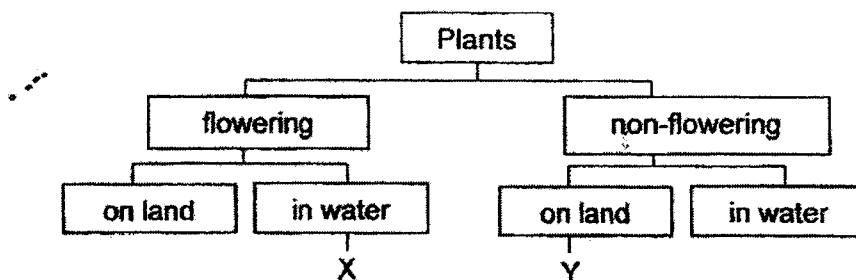 Plants
flowering non-flowering
on land in water on land in water
X Y